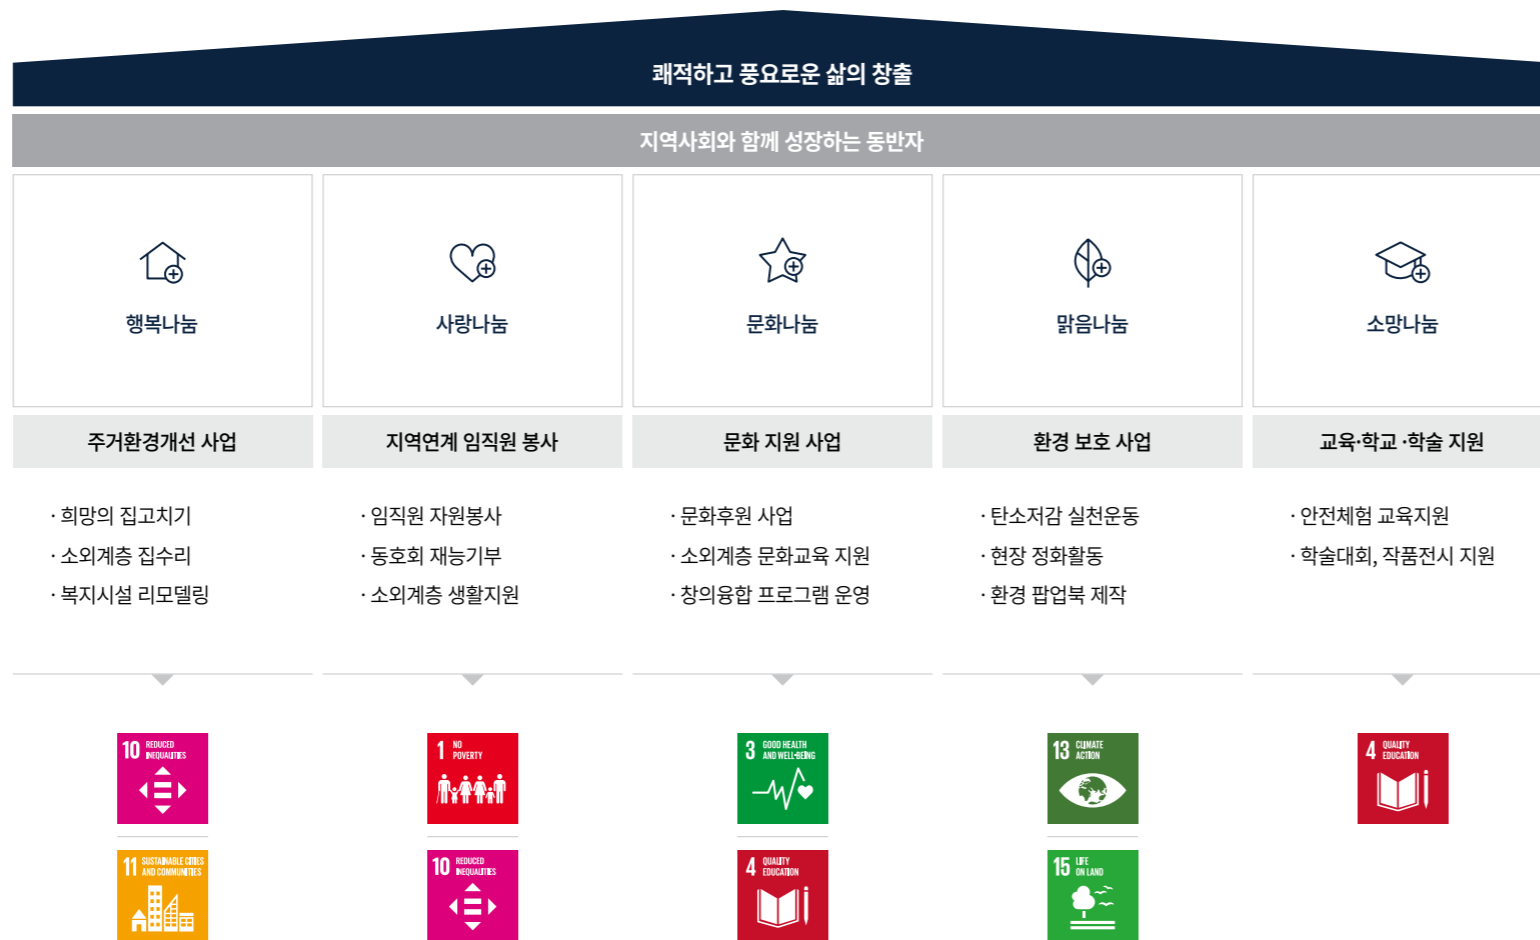 쾌적하고 풍요로운 삶의 창출
지역사회와 함께 성장하는 동반자
행복나눔
사랑나눔
문화나눔
맑음나눔
소망나눔
주거환경개선 사업
지역연계 임직원 봉사
문화 지원 사업
환경 보호 사업
교육·학교 ·학술 지원
· 희망의 집고치기
· 소외계층 집수리
· 복지시설 리모델링
· 임직원 자원봉사
· 동호회 재능기부
· 소외계층 생활지원
· 문화후원 사업
· 소외계층 문화교육 지원
· 창의융합 프로그램 운영
· 탄소저감 실천운동
· 현장 정화활동
· 환경 팝업북 제작
· 안전체험 교육지원
· 학술대회, 작품전시 지원
10 REDUCED
INEQUALITIES
11 SUSTAINABLE CITIES
AND COMMUNITIES
1 NO
POVERTY
10 REDUCED
INEQUALITIES
3 GOOD HEALTH
AND WELL-BEING
4 QUALITY
EDUCATION
13 CLIMATE
ACTION
15 LIFE
ON LAND
4 QUALITY
EDUCATION